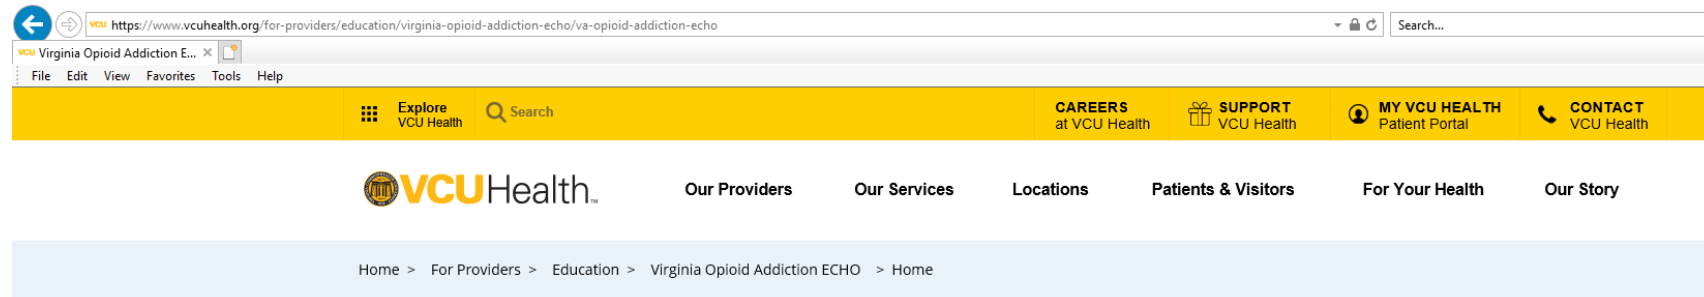 VCU https://www.vcuhealth.org/for-providers/education/virginia-opioid-addiction-echo/va-opioid-addiction-echo Search...
VCU Virginia Opioid Addiction E...
File Edit View Favorites Tools Help
Explore
VCU Health
Search
CAREERS
at VCU Health
SUPPORT
VCU Health
MY VCU HEALTH
Patient Portal
CONTACT
VCU Health
VCUHealth™ Our Providers Our Services Locations Patients & Visitors For Your Health Our Story
Home > For Providers > Education > Virginia Opioid Addiction ECHO > Home